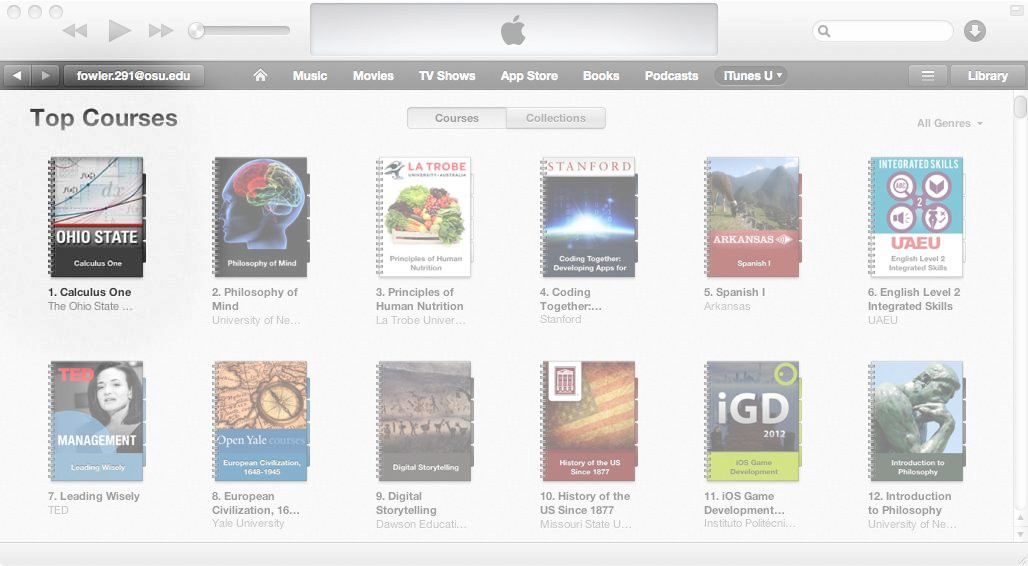 fowler.291@osu.edu Music Movies TV Shows App Store Books Podcasts iTunes U Library
Top Courses
Courses Collections
All Genres
OHIO STATE
Calculus One
Philosophy of Mind
LA TROBE
UNIVERSITY AUSTRALIA
Principles of Human
Nutrition
STANFORD
Coding Together:
Developing Apps for
ARKANSAS
Spanish I
INTEGRATED SKILLS
ABC
2
UAEU
English Level 2
Integrated Skills
1. Calculus One
The Ohio State ...
2. Philosophy of
Mind
University of Ne...
3. Principles of
Human Nutrition
La Trobe Univer...
4. Coding
Together:...
Stanford
5. Spanish I
Arkansas
6. English Level 2
Integrated Skills
UAEU
TED
MANAGEMENT
Leading Wisely
Open Yale courses
European Civilization,
1648-1945
Digital Storytelling
History of the US
Since 1877
iGD
2012
iOS Game
Development
Introduction to
Philosophy
7. Leading Wisely
TED
8. European
Civilization, 16...
Yale University
9. Digital
Storytelling
Dawson Educati...
10. History of the
US Since 1877
Missouri State U...
11. iOS Game
Development...
Instituto Politécni...
12. Introduction
to Philosophy
University of Ne...